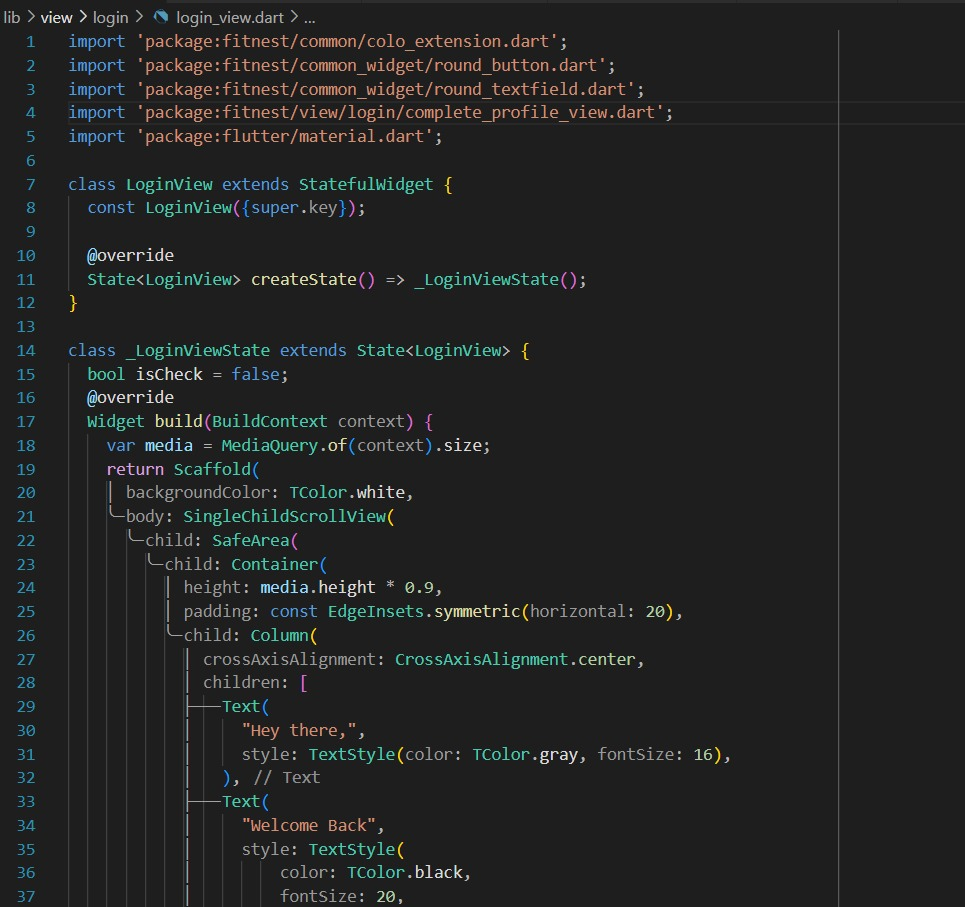 lib > view > login > login_view.dart > ...
1 import 'package:fitnest/common/colo_extension.dart';
2 import 'package:fitnest/common_widget/round_button.dart';
3 import 'package:fitnest/common_widget/round_textfield.dart';
4 import 'package:fitnest/view/login/complete_profile_view.dart';
5 import 'package:flutter/material.dart';
6
7 class LoginView extends StatefulWidget {
8   const LoginView({super.key});
9
10   @override
11   State<LoginView> createState() => _LoginViewState();
12 }
13
14 class _LoginViewState extends State<LoginView> {
15   bool isCheck = false;
16   @override
17   Widget build(BuildContext context) {
18     var media = MediaQuery.of(context).size;
19     return Scaffold(
20       backgroundColor: TColor.white,
21       body: SingleChildScrollView(
22         child: SafeArea(
23           child: Container(
24             height: media.height * 0.9,
25             padding: const EdgeInsets.symmetric(horizontal: 20),
26             child: Column(
27               crossAxisAlignment: CrossAxisAlignment.center,
28               children: [
29                 Text(
30                   "Hey there,",
31                   style: TextStyle(color: TColor.gray, fontSize: 16),
32                 ), // Text
33                 Text(
34                   "Welcome Back",
35                   style: TextStyle(
36                       color: TColor.black,
37                       fontSize: 20,